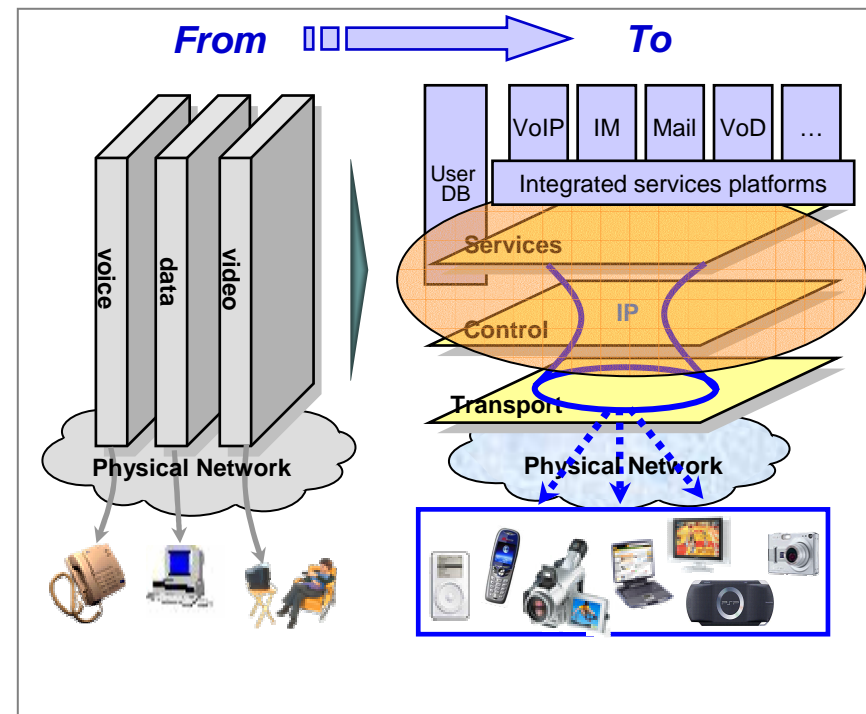 From
To
voice
data
video
Physical Network
User
DB
VoIP
IM
Mail
VoD
...
Integrated services platforms
Services
IP
Control
Transport
Physical Network
PSP